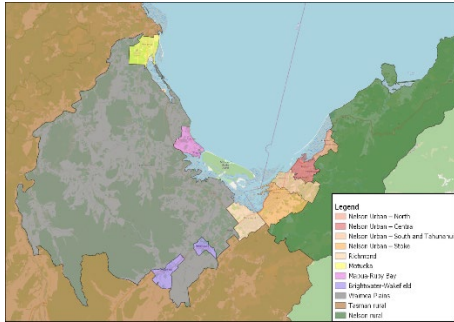 Legend
Nelson Urban – North
Nelson Urban – Central
Nelson Urban – South and Tahunanui
Nelson Urban – Stoke
Richmond
Motueka
Mapua-Ruby Bay
Brightwater-Wakefield
Waimea Plains
Tasman rural
Nelson rural